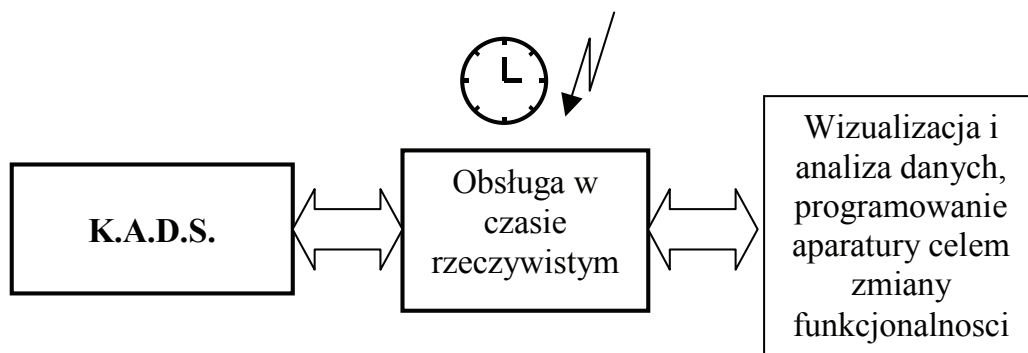 K.A.D.S.
Obsługa w
czasie
rzeczywistym
Wizualizacja i
analiza danych,
programowanie
aparatury celem
zmiany
funkcjonalnosci